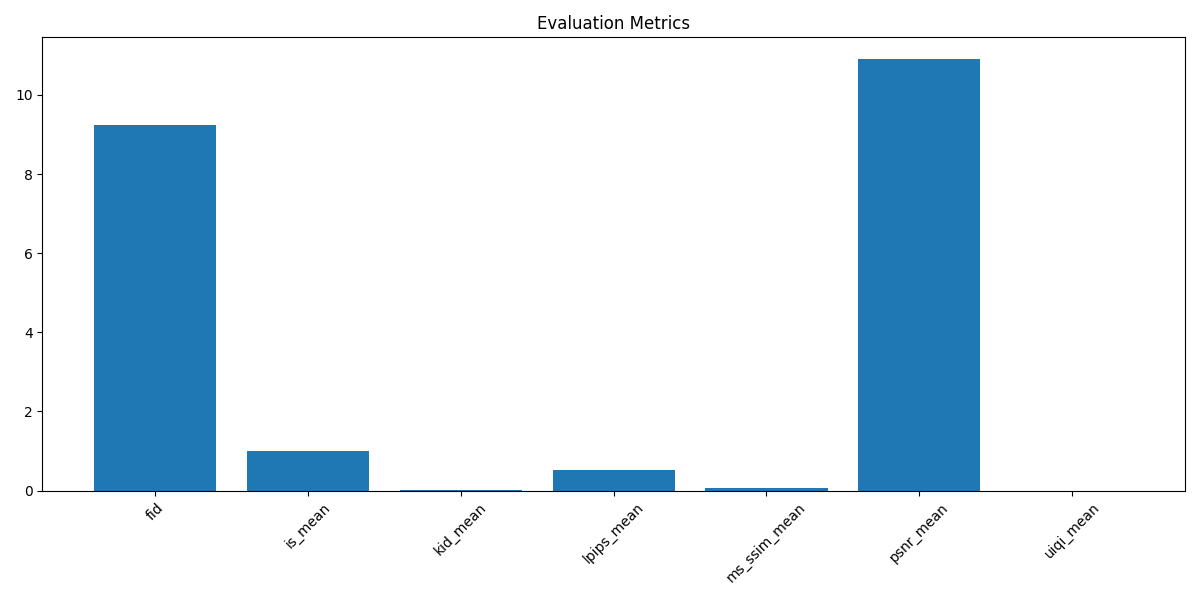 Evaluation Metrics
10
8
6
4
2
0
fid
is_mean
kid_mean
lpips_mean
ms_ssim_mean
psnr_mean
uiqi_mean